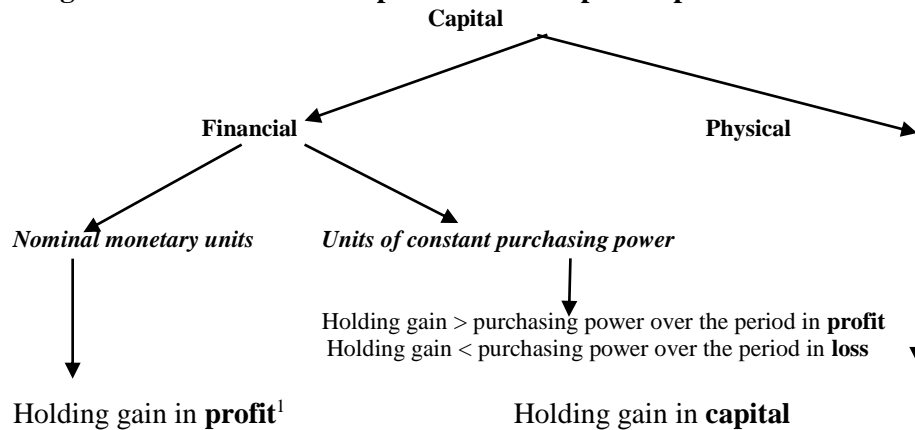 Capital
Financial Physical
Nominal monetary units Units of constant purchasing power
Holding gain > purchasing power over the period in profit
Holding gain < purchasing power over the period in loss
Holding gain in profit1 Holding gain in capital